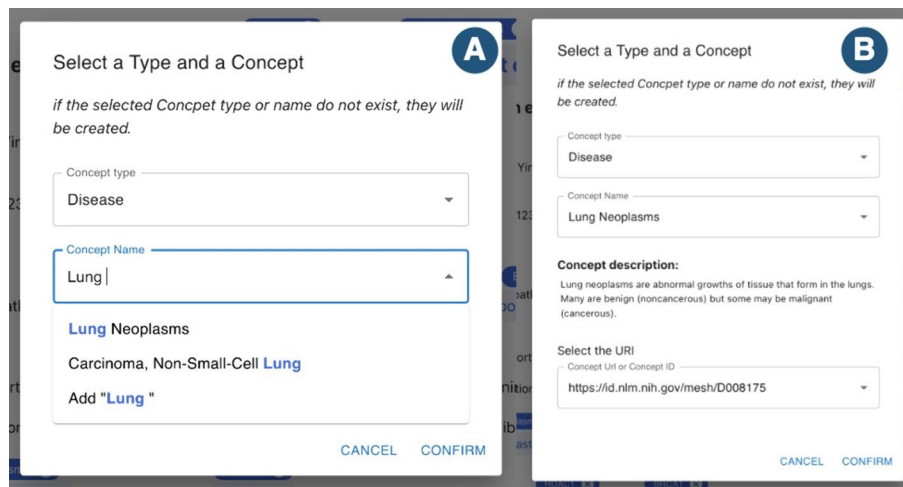 A
Select a Type and a Concept
if the selected Concpet type or name do not exist, they will
be created.
Concept type
Disease
Concept Name
Lung
Lung Neoplasms
Carcinoma, Non-Small-Cell Lung
Add "Lung "
CANCEL CONFIRM
B
Select a Type and a Concept
if the selected Concpet type or name do not exist, they will
be created.
Concept type
Disease
Concept Name
Lung Neoplasms
Concept description:
Lung neoplasms are abnormal growths of tissue that form in the lungs.
Many are benign (noncancerous) but some may be malignant
(cancerous).
Select the URI
Concept Url or Concept ID
https://id.nlm.nih.gov/mesh/D008175
CANCEL CONFIRM